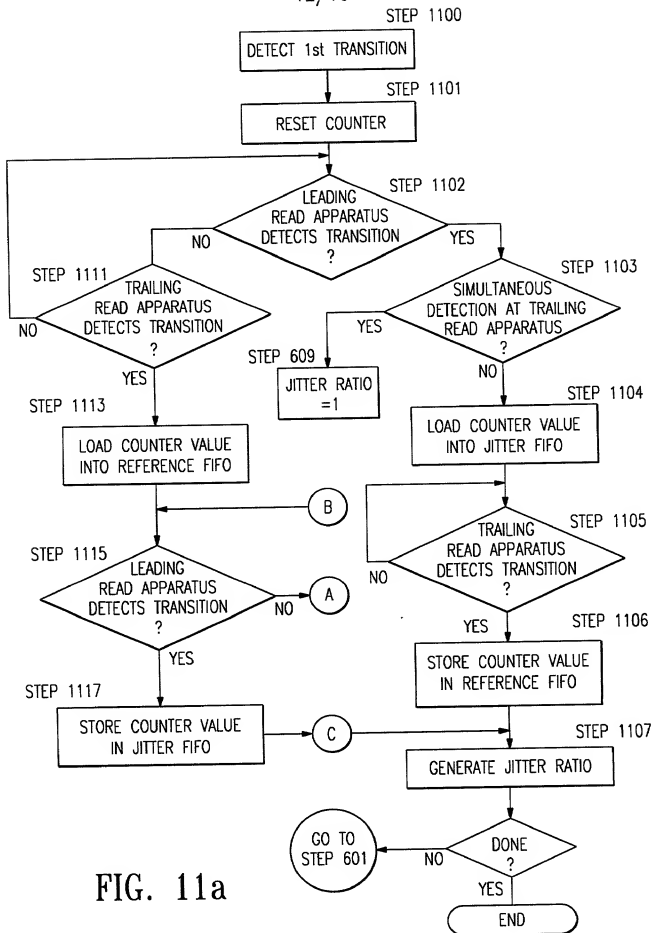 STEP 1100
DETECT 1st TRANSITION
STEP 1101
RESET COUNTER
STEP 1102
LEADING
READ APPARATUS
DETECTS TRANSITION
?
NO
YES
STEP 1111
TRAILING
READ APPARATUS
DETECTS TRANSITION
?
NO
YES
STEP 1103
SIMULTANEOUS
DETECTION AT TRAILING
READ APPARATUS
?
YES
NO
STEP 609
JITTER RATIO
=1
STEP 1113
LOAD COUNTER VALUE
INTO REFERENCE FIFO
STEP 1104
LOAD COUNTER VALUE
INTO JITTER FIFO
B
STEP 1115
LEADING
READ APPARATUS
DETECTS TRANSITION
?
NO
A
YES
STEP 1105
TRAILING
READ APPARATUS
DETECTS TRANSITION
?
NO
YES
STEP 1106
STORE COUNTER VALUE
IN REFERENCE FIFO
STEP 1117
STORE COUNTER VALUE
IN JITTER FIFO
C
STEP 1107
GENERATE JITTER RATIO
DONE
?
NO
GO TO
STEP 601
YES
END
FIG. 11a